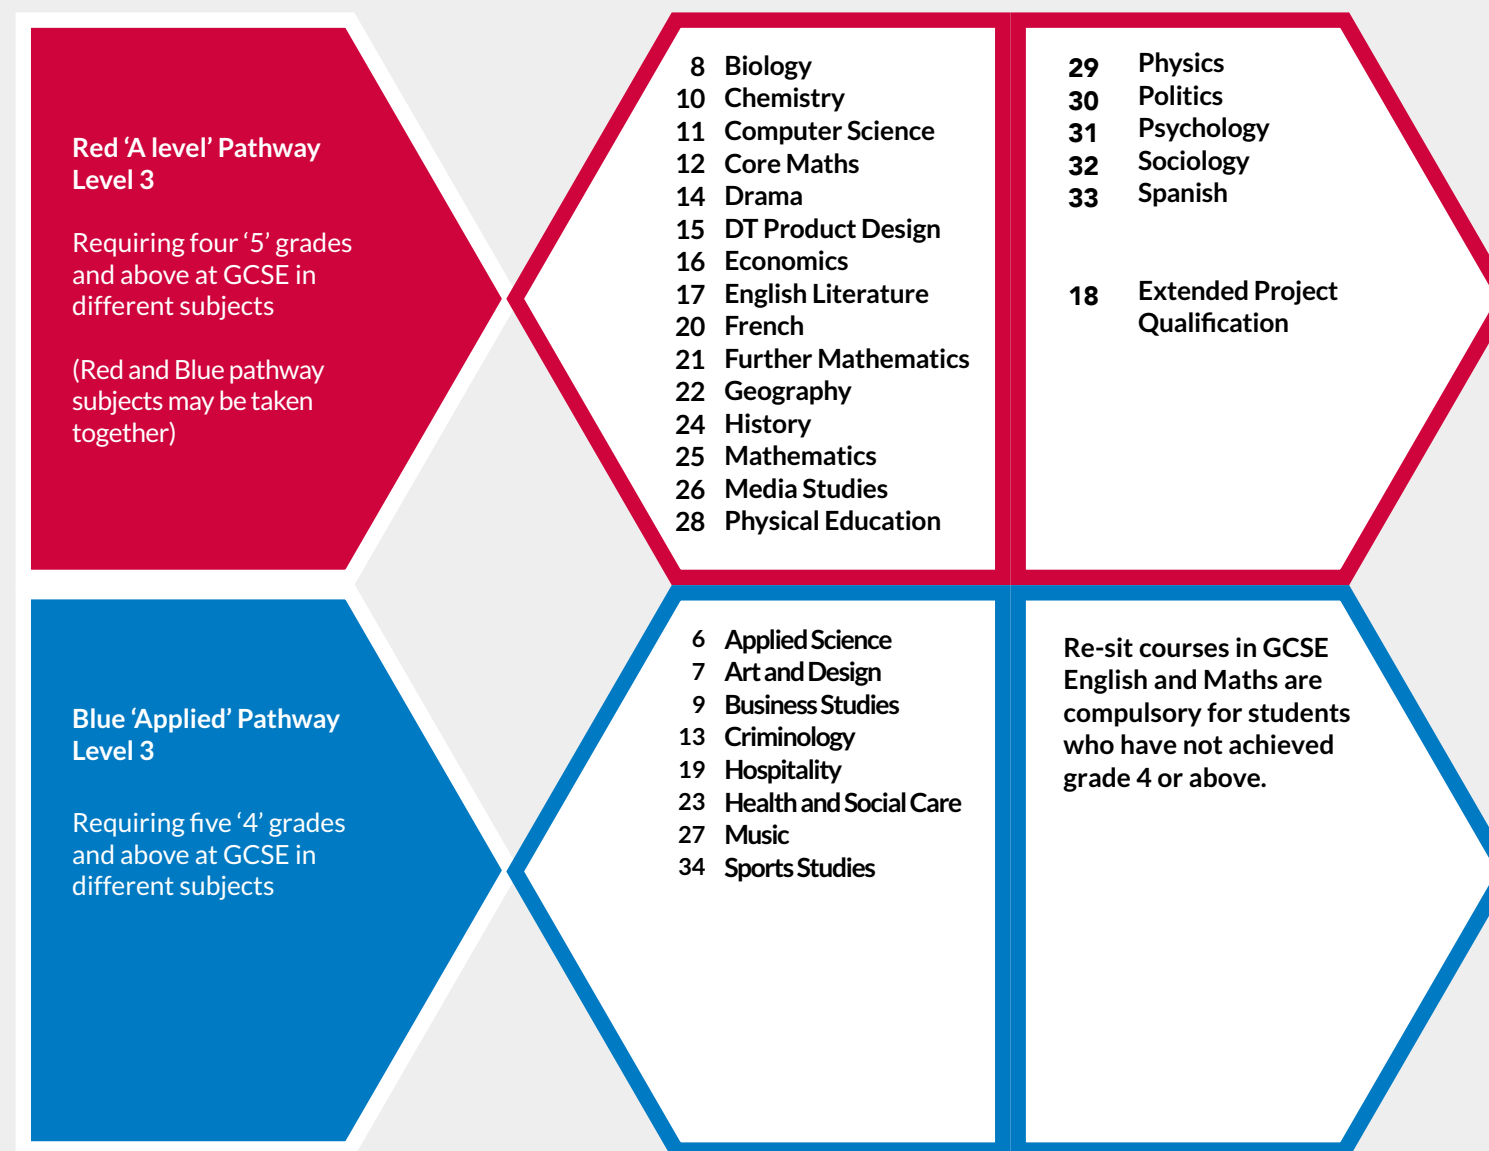 Red ‘A level’ Pathway
Level 3
Requiring four ‘5’ grades
and above at GCSE in
different subjects
(Red and Blue pathway
subjects may be taken
together)
8 Biology
10 Chemistry
11 Computer Science
12 Core Maths
14 Drama
15 DT Product Design
16 Economics
17 English Literature
20 French
21 Further Mathematics
22 Geography
24 History
25 Mathematics
26 Media Studies
28 Physical Education
29 Physics
30 Politics
31 Psychology
32 Sociology
33 Spanish
18 Extended Project
Qualification
Blue ‘Applied’ Pathway
Level 3
Requiring five ‘4’ grades
and above at GCSE in
different subjects
6 Applied Science
7 Art and Design
9 Business Studies
13 Criminology
19 Hospitality
23 Health and Social Care
27 Music
34 Sports Studies
Re-sit courses in GCSE
English and Maths are
compulsory for students
who have not achieved
grade 4 or above.